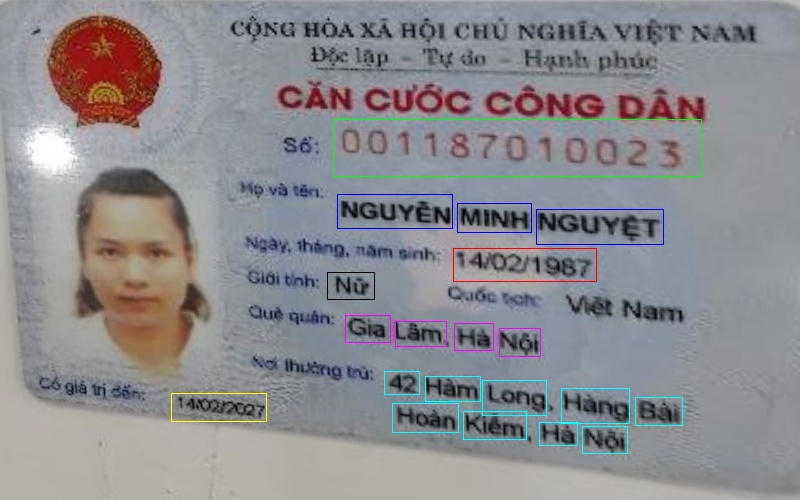 CỘNG HÒA XÃ HỘI CHỦ NGHĨA VIỆT NAM
Độc lập - Tự do - Hạnh phúc
CĂN CƯỚC CÔNG DÂN
Số: 001187010023
Họ và tên: NGUYỄN MINH NGUYỆT
Ngày, tháng, năm sinh: 14/02/1987
Giới tính: Nữ Quốc tịch: Việt Nam
Quê quán: Gia Lâm, Hà Nội
Nơi thường trú: 42 Hàm Long, Hàng Bài
Hoàn Kiếm, Hà Nội
Có giá trị đến: 14/02/2027